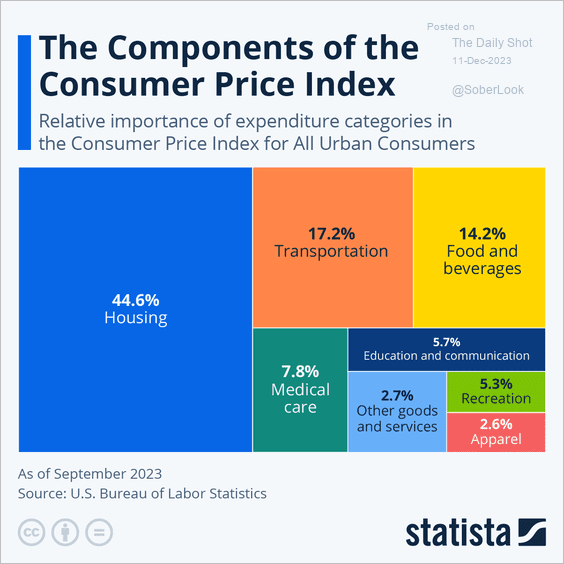 Posted on
The Daily Shot
11-Dec-2023
@SoberLook
The Components of the
Consumer Price Index
Relative importance of expenditure categories in
the Consumer Price Index for All Urban Consumers
44.6%
Housing
17.2%
Transportation
14.2%
Food and
beverages
7.8%
Medical
care
5.7%
Education and communication
2.7%
Other goods
and services
5.3%
Recreation
2.6%
Apparel
As of September 2023
Source: U.S. Bureau of Labor Statistics
cc
statista